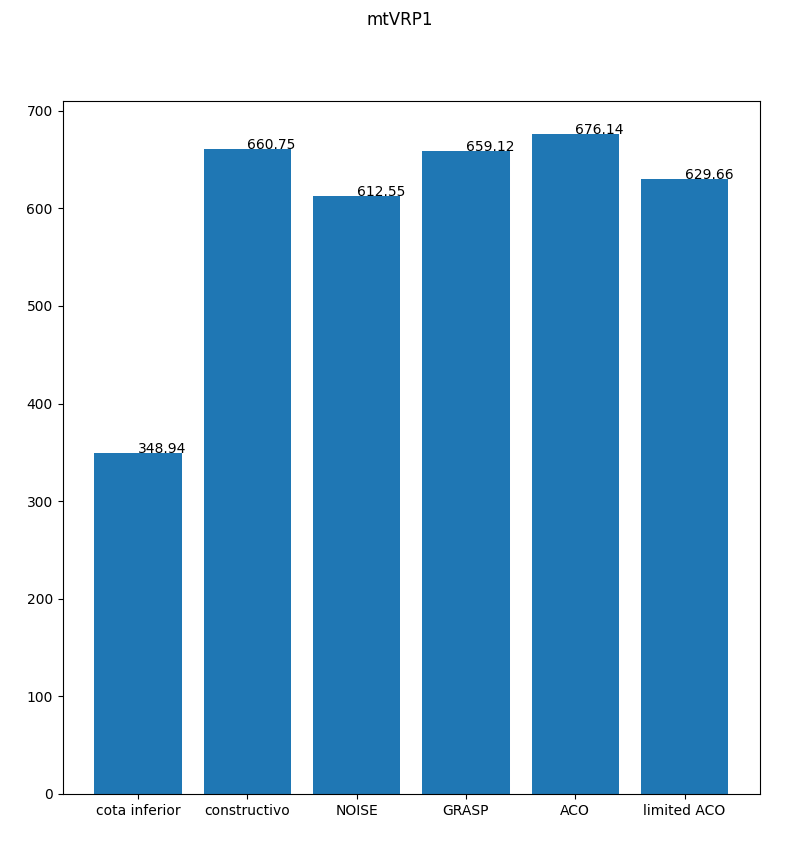 mtVRP1
700
600
500
400
300
200
100
0
348.94
660.75
612.55
659.12
676.14
629.66
cota inferior
constructivo
NOISE
GRASP
ACO
limited ACO